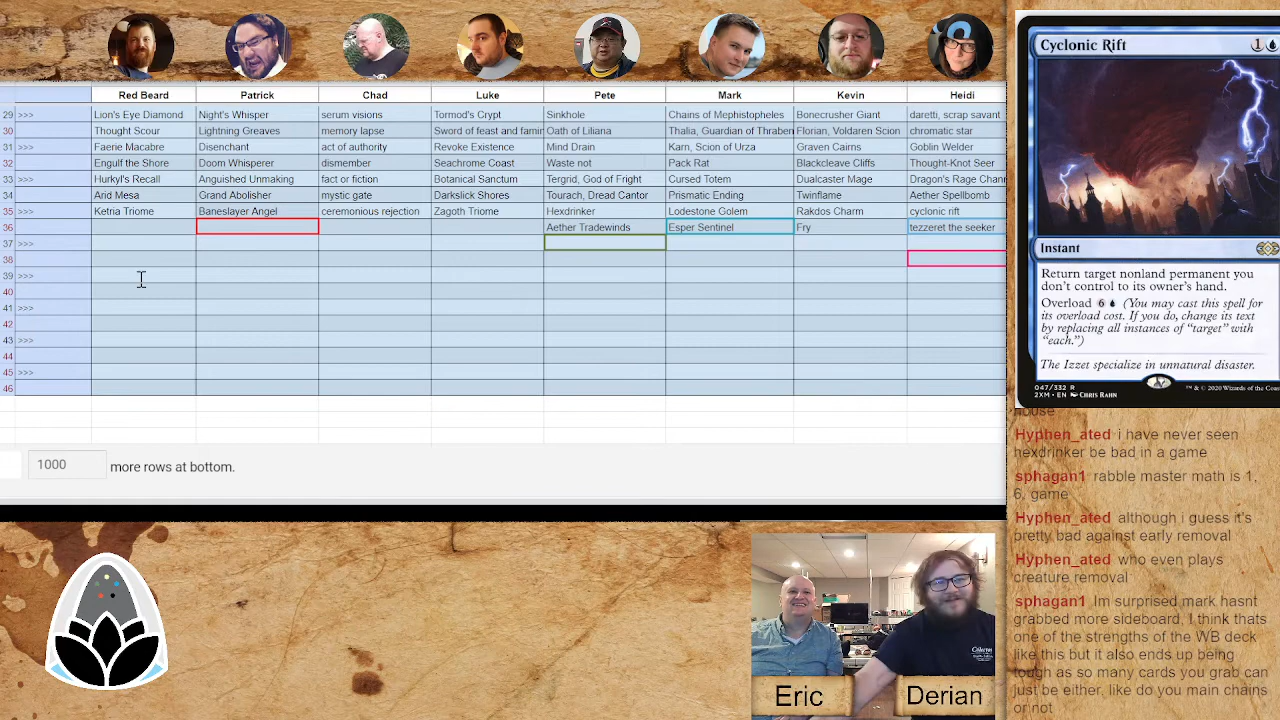 Red Beard Patrick Chad Luke Pete Mark Kevin Heidi
29 >>> Lion's Eye Diamond Night's Whisper serum visions Tormod's Crypt Sinkhole Chains of Mephistopheles Bonecrusher Giant daretti, scrap savant
30 Thought Scour Lightning Greaves memory lapse Sword of feast and famin Oath of Liliana Thalia, Guardian of Thraben Florian, Voldaren Scion chromatic star
31 >>> Faerie Macabre Disenchant act of authority Revoke Existence Mind Drain Karn, Scion of Urza Graven Cairns Goblin Welder
32 Engulf the Shore Doom Whisperer dismember Seachrome Coast Waste not Pack Rat Blackcleave Cliffs Thought-Knot Seer
33 >>> Hurkyl's Recall Anguished Unmaking fact or fiction Botanical Sanctum Tergrid, God of Fright Cursed Totem Dualcaster Mage Dragon's Rage Chan
34 Arid Mesa Grand Abolisher mystic gate Darkslick Shores Tourach, Dread Cantor Prismatic Ending Twinflame Aether Spellbomb
35 >>> Ketria Triome Baneslayer Angel ceremonious rejection Zagoth Triome Hexdrinker Lodestone Golem Rakdos Charm cyclonic rift
36 Aether Tradewinds Esper Sentinel Fry tezzeret the seeker
37 >>>
38
39 >>>
40
41 >>>
42
43 >>>
44
45 >>>
46
1000 more rows at bottom.
Cyclonic Rift 1
Instant
Return target nonland permanent you
don't control to its owner's hand.
Overload 6 (You may cast this spell for
its overload cost. If you do, change its text
by replacing all instances of "target" with
"each.")
The Izzet specialize in unnatural disaster.
047/332 R
2XM • EN Chris Rahn
™ & © 2020 Wizards of the Coas
house
Hyphen_ated i have never seen
hexdrinker be bad in a game
sphagan1 rabble master math is 1,
6, game
Hyphen_ated although i guess it's
pretty bad against early removal
Hyphen_ated who even plays
creature removal
sphagan1 Im surprised mark hasnt
grabbed more sideboard. I think thats
one of the strengths of the WB deck
like this but it also ends up being
tough as so many cards you grab can
just be either, like do you main chains
or not
Eric
Derian